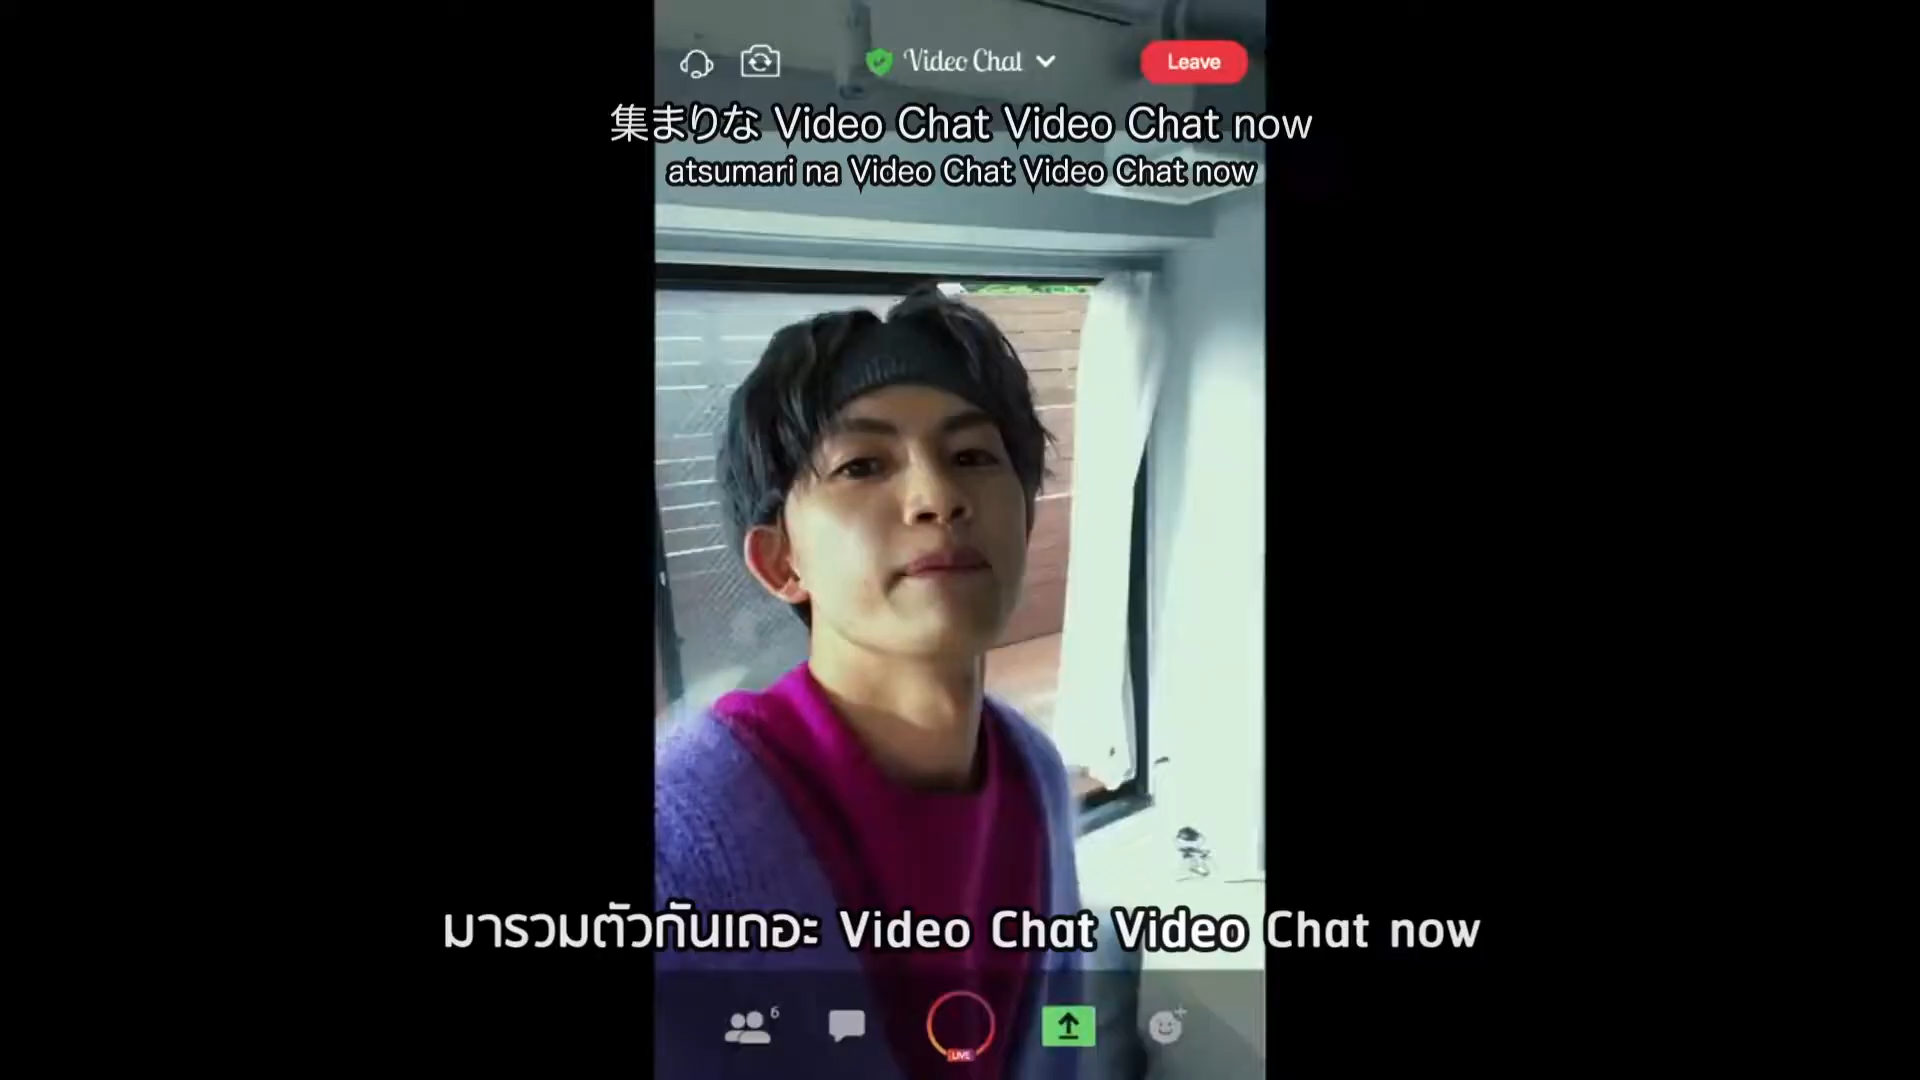 Video Chat
Leave
集まりな Video Chat Video Chat now
atsumari na Video Chat Video Chat now
มารวมตัวกันเถอะ Video Chat Video Chat now
6
LIVE